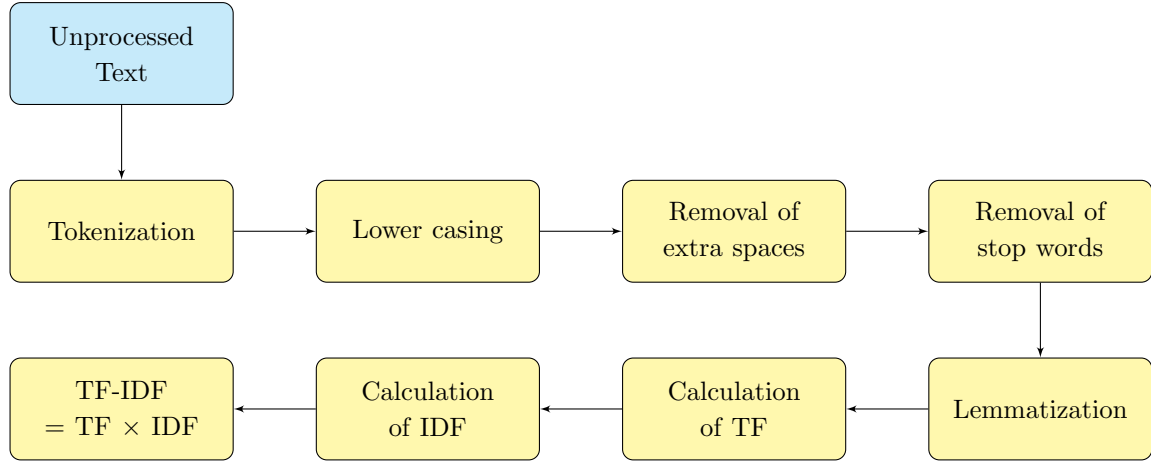 Unprocessed
Text
Tokenization
Lower casing
Removal of
extra spaces
Removal of
stop words
Lemmatization
Calculation
of TF
Calculation
of IDF
TF-IDF
= TF × IDF